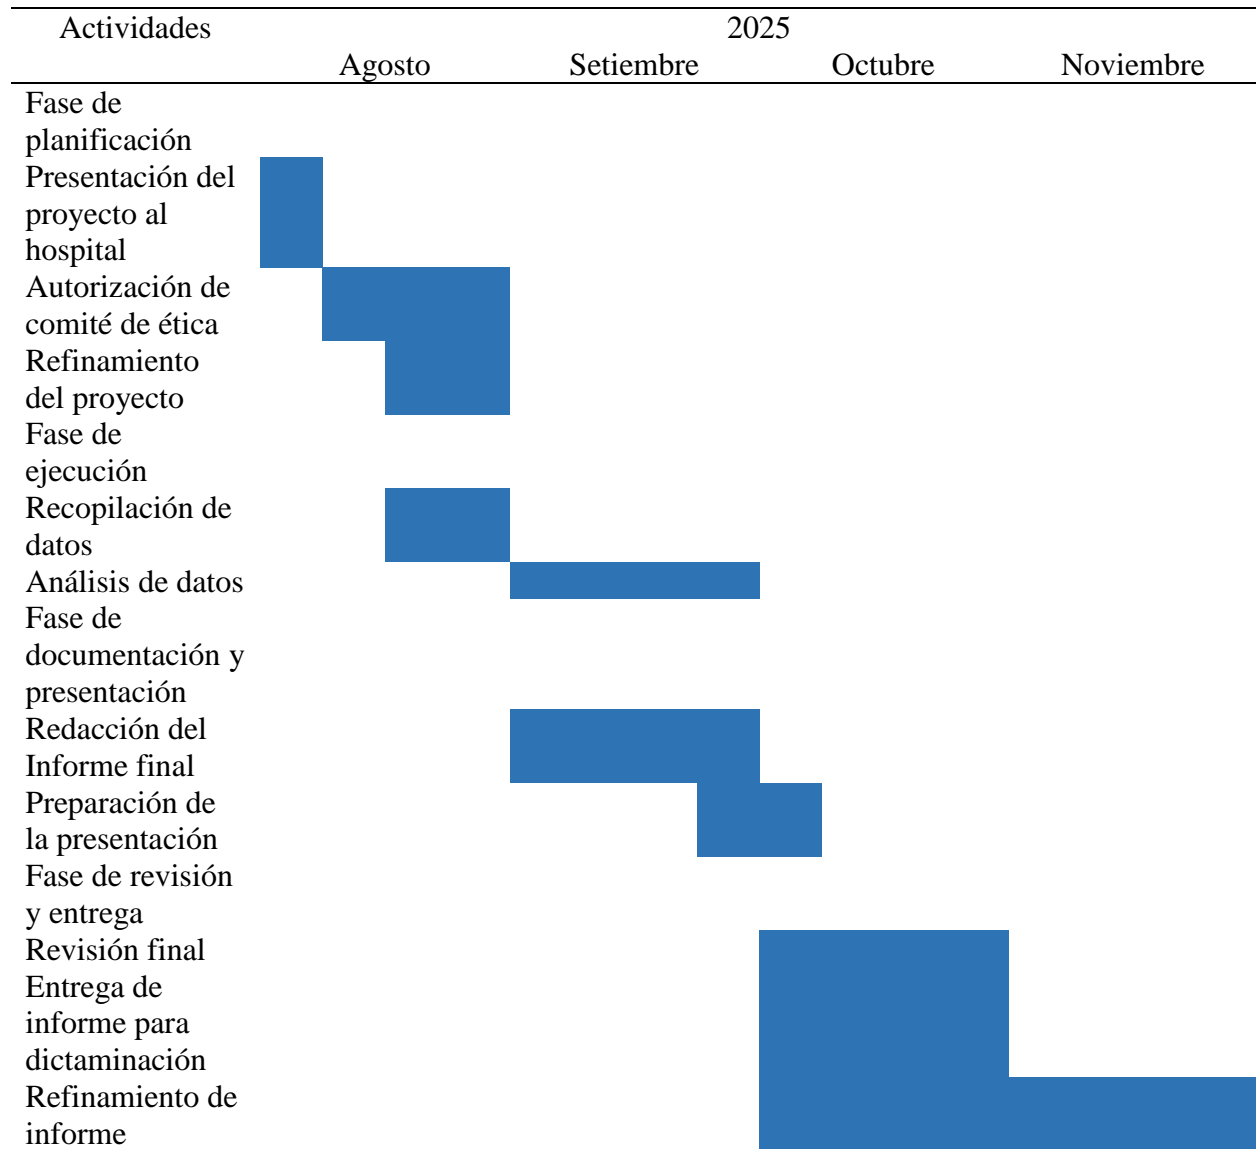 Actividades 2025
Agosto Setiembre Octubre Noviembre
Fase de
planificación
Presentación del
proyecto al
hospital
Autorización de
comité de ética
Refinamiento
del proyecto
Fase de
ejecución
Recopilación de
datos
Análisis de datos
Fase de
documentación y
presentación
Redacción del
Informe final
Preparación de
la presentación
Fase de revisión
y entrega
Revisión final
Entrega de
informe para
dictaminación
Refinamiento de
informe